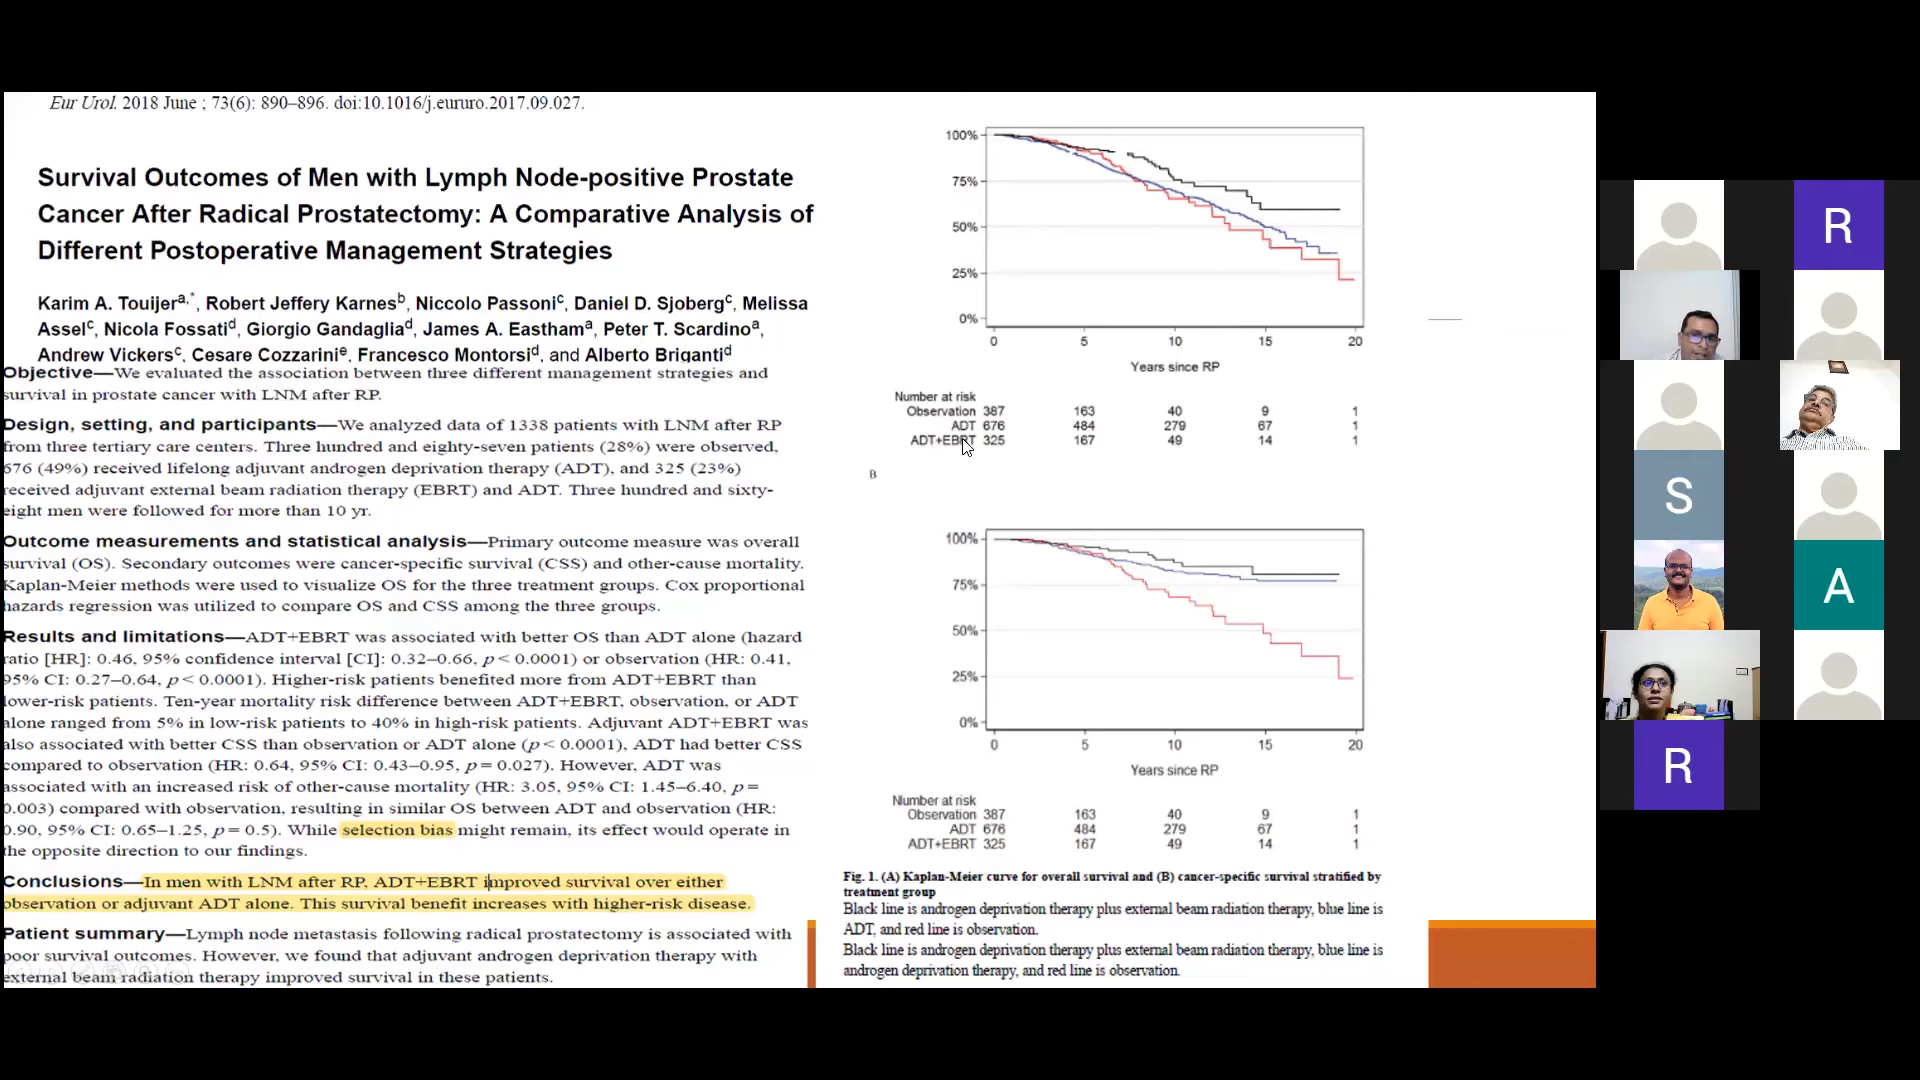 Eur Urol. 2018 June ; 73(6): 890–896. doi:10.1016/j.eururo.2017.09.027.
Survival Outcomes of Men with Lymph Node-positive Prostate
Cancer After Radical Prostatectomy: A Comparative Analysis of
Different Postoperative Management Strategies
Karim A. Touijer^a,*, Robert Jeffery Karnes^b, Niccolo Passoni^c, Daniel D. Sjoberg^c, Melissa
Assel^c, Nicola Fossati^d, Giorgio Gandaglia^d, James A. Eastham^a, Peter T. Scardino^a,
Andrew Vickers^c, Cesare Cozzarini^e, Francesco Montorsi^d, and Alberto Briganti^d
Objective—We evaluated the association between three different management strategies and
survival in prostate cancer with LNM after RP.
Design, setting, and participants—We analyzed data of 1338 patients with LNM after RP
from three tertiary care centers. Three hundred and eighty-seven patients (28%) were observed,
676 (49%) received lifelong adjuvant androgen deprivation therapy (ADT), and 325 (23%)
received adjuvant external beam radiation therapy (EBRT) and ADT. Three hundred and sixty-
eight men were followed for more than 10 yr.
Outcome measurements and statistical analysis—Primary outcome measure was overall
survival (OS). Secondary outcomes were cancer-specific survival (CSS) and other-cause mortality.
Kaplan-Meier methods were used to visualize OS for the three treatment groups. Cox proportional
hazards regression was utilized to compare OS and CSS among the three groups.
Results and limitations—ADT+EBRT was associated with better OS than ADT alone (hazard
ratio [HR]: 0.46, 95% confidence interval [CI]: 0.32–0.66, p < 0.0001) or observation (HR: 0.41,
95% CI: 0.27–0.64, p < 0.0001). Higher-risk patients benefited more from ADT+EBRT than
lower-risk patients. Ten-year mortality risk difference between ADT+EBRT, observation, or ADT
alone ranged from 5% in low-risk patients to 40% in high-risk patients. Adjuvant ADT+EBRT was
also associated with better CSS than observation or ADT alone (p < 0.0001), ADT had better CSS
compared to observation (HR: 0.64, 95% CI: 0.43–0.95, p = 0.027). However, ADT was
associated with an increased risk of other-cause mortality (HR: 3.05, 95% CI: 1.45–6.40, p =
0.003) compared with observation, resulting in similar OS between ADT and observation (HR:
0.90, 95% CI: 0.65–1.25, p = 0.5). While selection bias might remain, its effect would operate in
the opposite direction to our findings.
Conclusions—In men with LNM after RP, ADT+EBRT improved survival over either
observation or adjuvant ADT alone. This survival benefit increases with higher-risk disease.
Patient summary—Lymph node metastasis following radical prostatectomy is associated with
poor survival outcomes. However, we found that adjuvant androgen deprivation therapy with
external beam radiation therapy improved survival in these patients.
100%
75%
50%
25%
0%
0 5 10 15 20
Years since RP
Number at risk
Observation 387 163 40 9 1
ADT 676 484 279 67 1
ADT+EBRT 325 167 49 14 1
B
100%
75%
50%
25%
0%
0 5 10 15 20
Years since RP
Number at risk
Observation 387 163 40 9 1
ADT 676 484 279 67 1
ADT+EBRT 325 167 49 14 1
Fig. 1. (A) Kaplan-Meier curve for overall survival and (B) cancer-specific survival stratified by
treatment group
Black line is androgen deprivation therapy plus external beam radiation therapy, blue line is
ADT, and red line is observation.
Black line is androgen deprivation therapy plus external beam radiation therapy, blue line is
androgen deprivation therapy, and red line is observation.
R
S
A
R